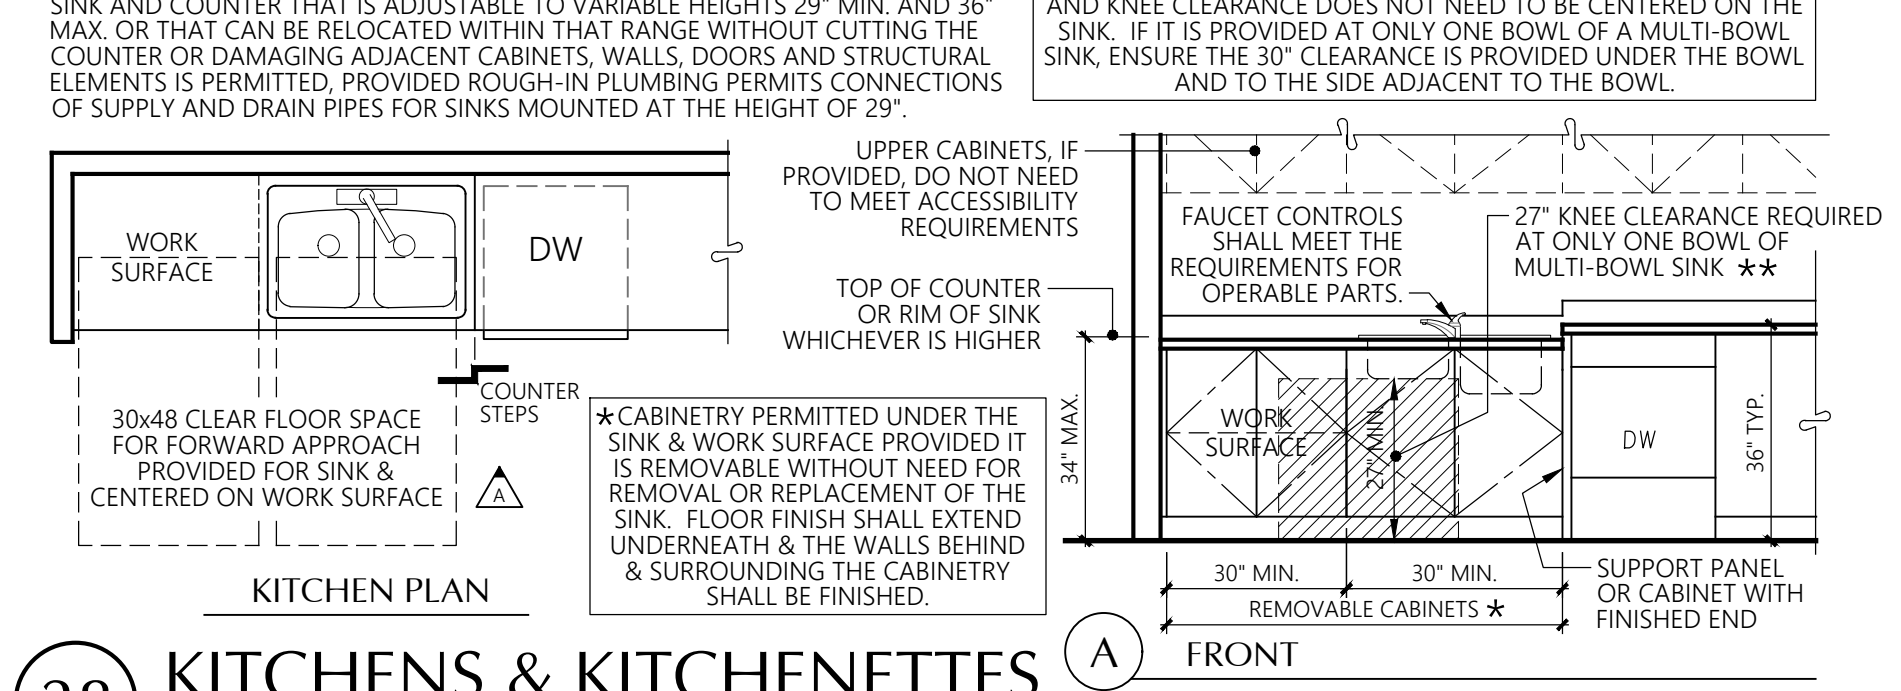 SINK AND COUNTER THAT IS ADJUSTABLE TO VARIABLE HEIGHTS 29" MIN. AND 36"
MAX. OR THAT CAN BE RELOCATED WITHIN THAT RANGE WITHOUT CUTTING THE
COUNTER OR DAMAGING ADJACENT CABINETS, WALLS, DOORS AND STRUCTURAL
ELEMENTS IS PERMITTED, PROVIDED ROUGH-IN PLUMBING PERMITS CONNECTIONS
OF SUPPLY AND DRAIN PIPES FOR SINKS MOUNTED AT THE HEIGHT OF 29".
AND KNEE CLEARANCE DOES NOT NEED TO BE CENTERED ON THE
SINK. IF IT IS PROVIDED AT ONLY ONE BOWL OF A MULTI-BOWL
SINK, ENSURE THE 30" CLEARANCE IS PROVIDED UNDER THE BOWL
AND TO THE SIDE ADJACENT TO THE BOWL.
WORK
SURFACE
DW
COUNTER
STEPS
30x48 CLEAR FLOOR SPACE
FOR FORWARD APPROACH
PROVIDED FOR SINK &
CENTERED ON WORK SURFACE
A
KITCHEN PLAN
UPPER CABINETS, IF
PROVIDED, DO NOT NEED
TO MEET ACCESSIBILITY
REQUIREMENTS
TOP OF COUNTER
OR RIM OF SINK
WHICHEVER IS HIGHER
*CABINETRY PERMITTED UNDER THE
SINK & WORK SURFACE PROVIDED IT
IS REMOVABLE WITHOUT NEED FOR
REMOVAL OR REPLACEMENT OF THE
SINK. FLOOR FINISH SHALL EXTEND
UNDERNEATH & THE WALLS BEHIND
& SURROUNDING THE CABINETRY
SHALL BE FINISHED.
FAUCET CONTROLS
SHALL MEET THE
REQUIREMENTS FOR
OPERABLE PARTS.
27" KNEE CLEARANCE REQUIRED
AT ONLY ONE BOWL OF
MULTI-BOWL SINK **
34" MAX.
WORK
SURFACE
27" MIN
DW
36" TYP.
30" MIN.
30" MIN.
REMOVABLE CABINETS *
SUPPORT PANEL
OR CABINET WITH
FINISHED END
A
FRONT
KITCHENS & KITCHENETTES